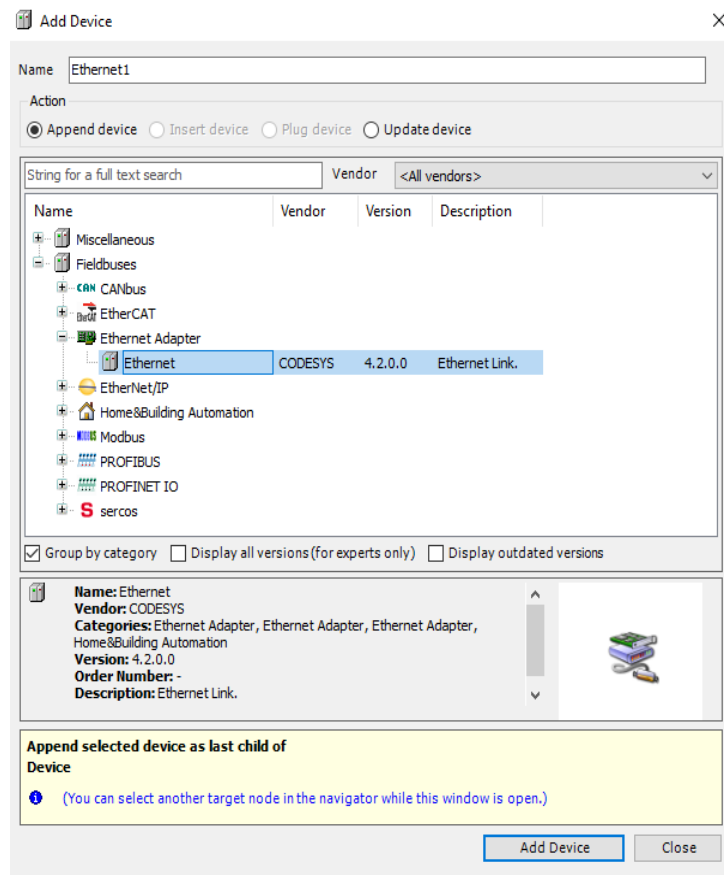 Add Device
Name Ethernet1
Action
Append device Insert device Plug device Update device
String for a full text search Vendor <All vendors>
Name Vendor Version Description
Miscellaneous
Fieldbuses
CAN CANbus
EtherCAT
Ethernet Adapter
Ethernet CODESYS 4.2.0.0 Ethernet Link.
EtherNet/IP
Home&Building Automation
Modbus
PROFIBUS
PROFINET IO
S sercos
Group by category Display all versions (for experts only) Display outdated versions
Name: Ethernet
Vendor: CODESYS
Categories: Ethernet Adapter, Ethernet Adapter, Ethernet Adapter,
Home&Building Automation
Version: 4.2.0.0
Order Number: -
Description: Ethernet Link.
Append selected device as last child of
Device
(You can select another target node in the navigator while this window is open.)
Add Device Close